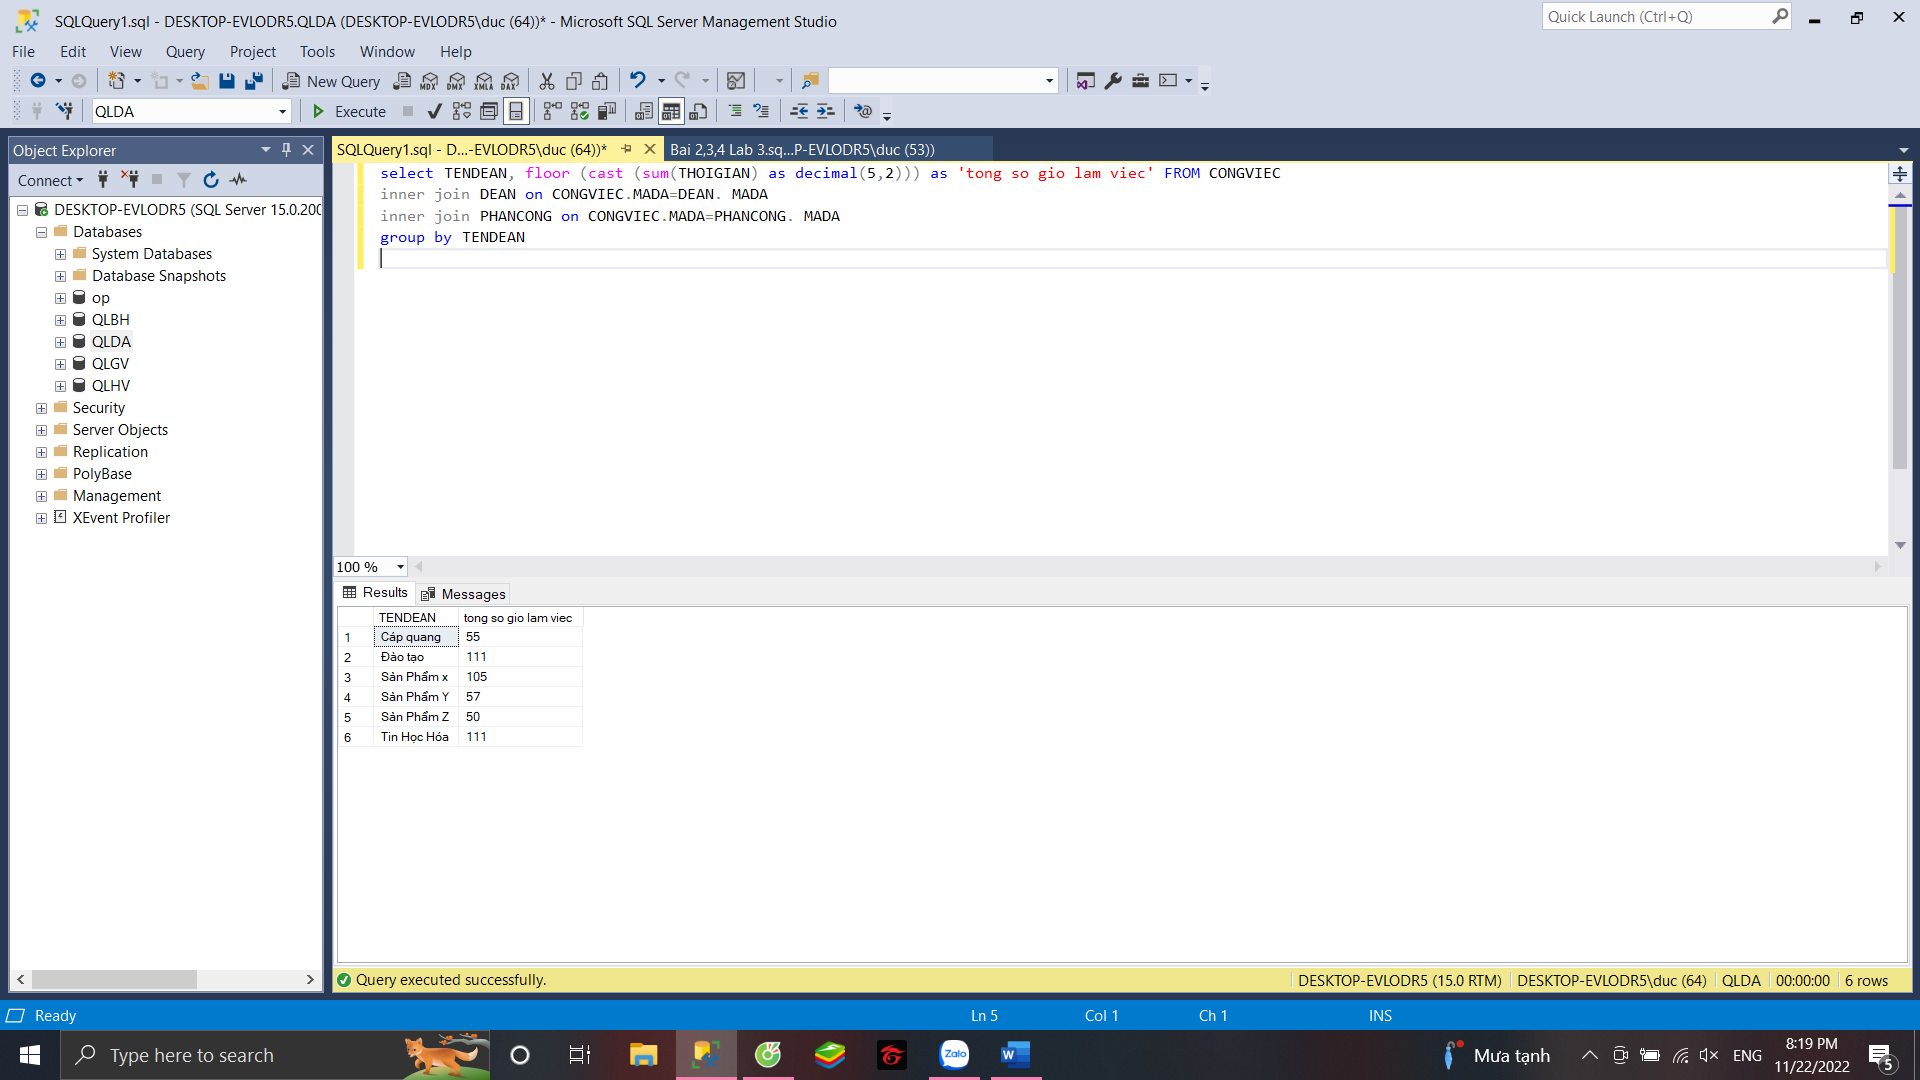 SQLQuery1.sql - DESKTOP-EVLODR5.QLDA (DESKTOP-EVLODR5\duc (64))* - Microsoft SQL Server Management Studio
Quick Launch (Ctrl+Q)
File Edit View Query Project Tools Window Help
New Query MDX DMX XMLA DAX
QLDA Execute
Object Explorer
SQLQuery1.sql - D...-EVLODR5\duc (64))* Bai 2,3,4 Lab 3.sq...P-EVLODR5\duc (53))
Connect
DESKTOP-EVLODR5 (SQL Server 15.0.200
Databases
System Databases
Database Snapshots
op
QLBH
QLDA
QLGV
QLHV
Security
Server Objects
Replication
PolyBase
Management
XEvent Profiler
select TENDEAN, floor (cast (sum(THOIGIAN) as decimal(5,2))) as 'tong so gio lam viec' FROM CONGVIEC
inner join DEAN on CONGVIEC.MADA=DEAN. MADA
inner join PHANCONG on CONGVIEC.MADA=PHANCONG. MADA
group by TENDEAN
100 %
Results Messages
TENDEAN tong so gio lam viec
1 Cáp quang 55
2 Đào tạo 111
3 Sản Phẩm x 105
4 Sản Phẩm Y 57
5 Sản Phẩm Z 50
6 Tin Học Hóa 111
Query executed successfully. DESKTOP-EVLODR5 (15.0 RTM) DESKTOP-EVLODR5\duc (64) QLDA 00:00:00 6 rows
Ready Ln 5 Col 1 Ch 1 INS
Type here to search Zalo W Mưa tạnh ENG 8:19 PM
11/22/2022 5